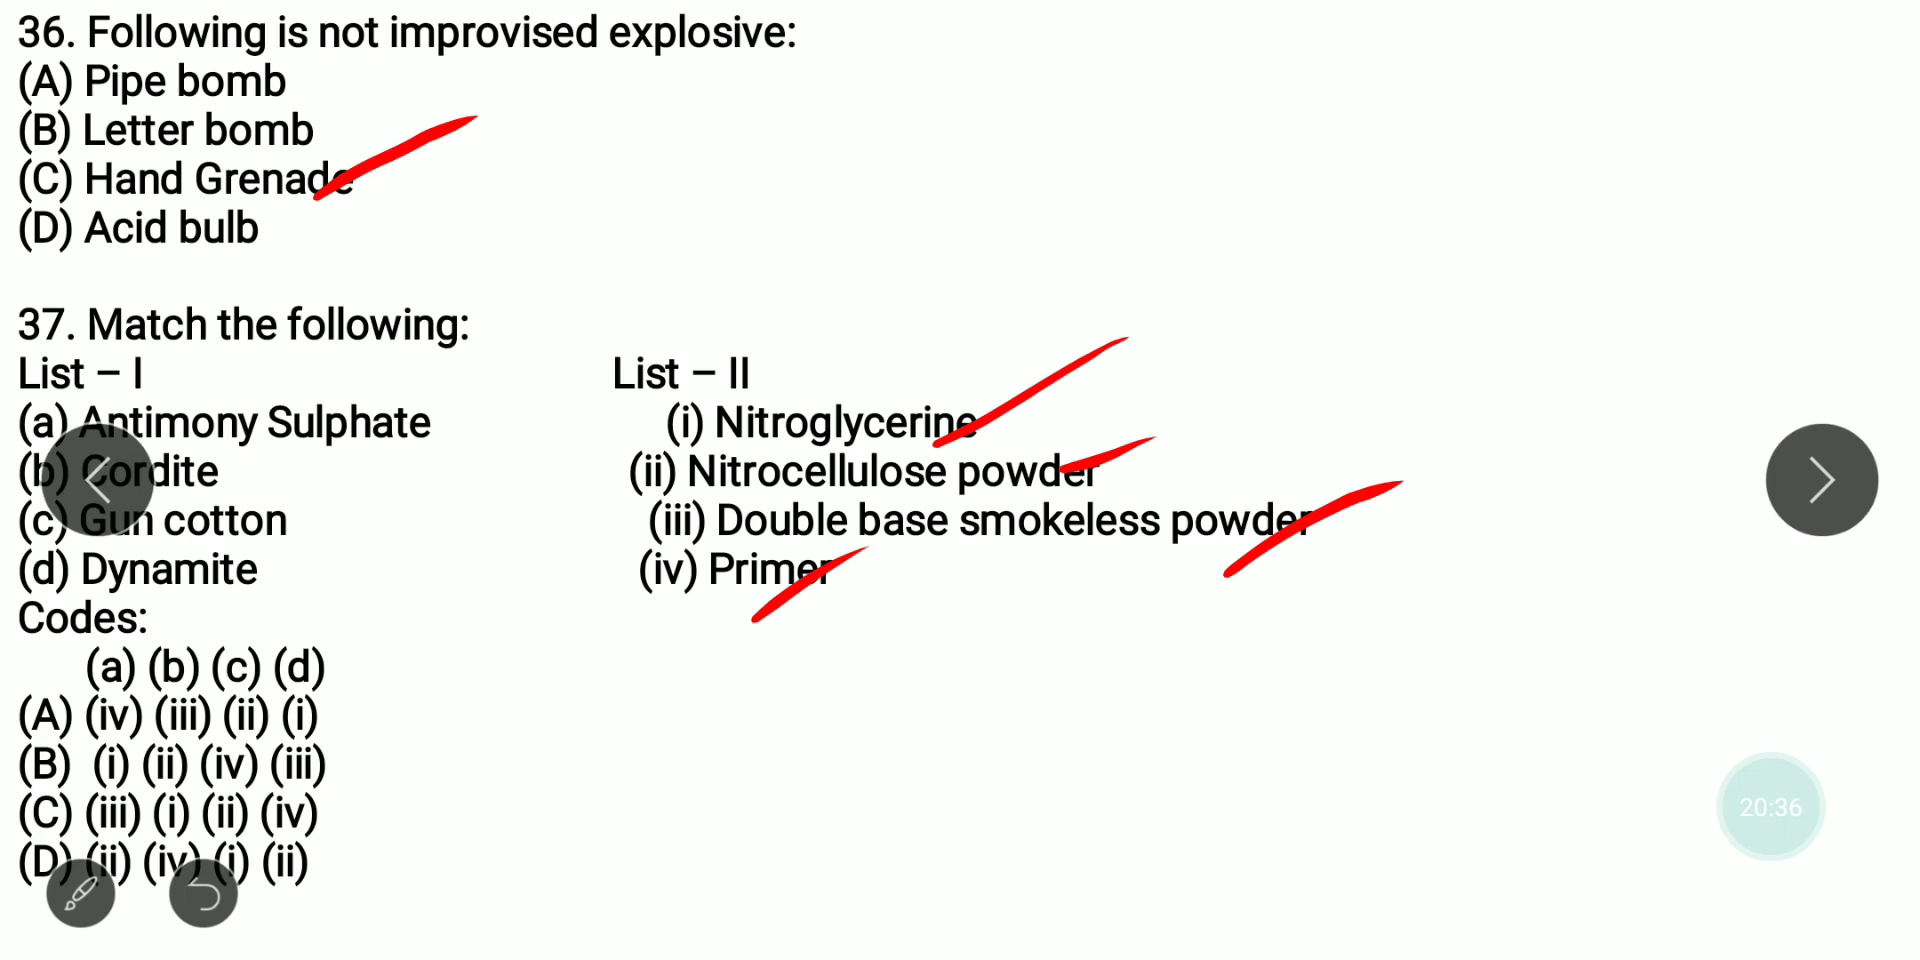 36. Following is not improvised explosive:
(A) Pipe bomb
(B) Letter bomb
(C) Hand Grenade
(D) Acid bulb
37. Match the following:
List – I List – II
(a) Antimony Sulphate (i) Nitroglycerine
(b) Cordite (ii) Nitrocellulose powder
(c) Gun cotton (iii) Double base smokeless powder
(d) Dynamite (iv) Primer
Codes:
(a) (b) (c) (d)
(A) (iv) (iii) (ii) (i)
(B) (i) (ii) (iv) (iii)
(C) (iii) (i) (ii) (iv)
(D) (ii) (iv) (i) (ii)
20:36